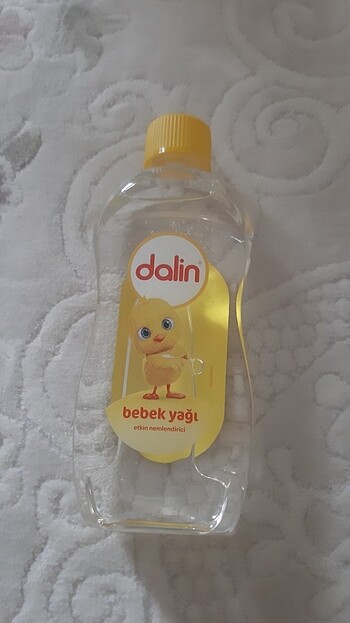 dalin
bebek yağı
etkin nemlendirici